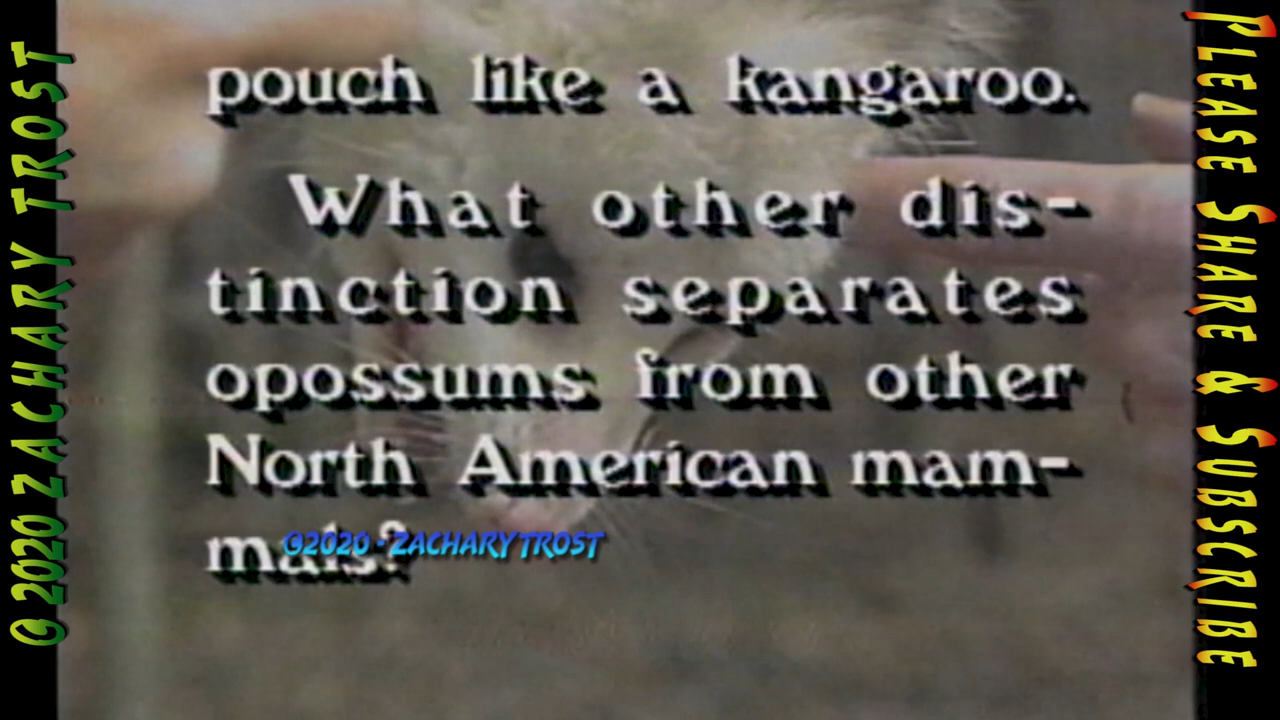 pouch like a kangaroo.
What other dis-
tinction separates
opossums from other
North American mam-
mals?
©2020 - ZACHARY TROST
© 2020 ZACHARY TROST
PLEASE SHARE & SUBSCRIBE